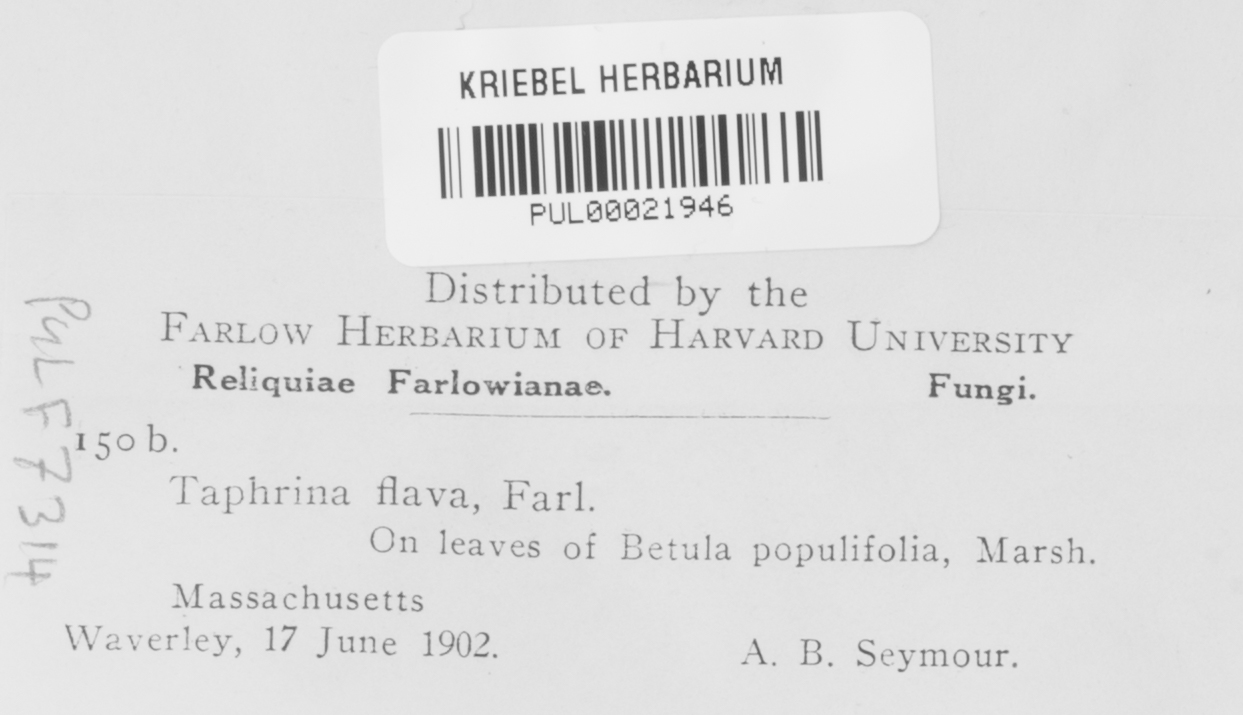 KRIEBEL HERBARIUM
PUL00021946
Distributed by the
FARLOW HERBARIUM OF HARVARD UNIVERSITY
Reliquiae Farlowianae. Fungi.
150 b.
Taphrina flava, Farl.
On leaves of Betula populifolia, Marsh.
Massachusetts
Waverley, 17 June 1902. A. B. Seymour.
PUL F7314